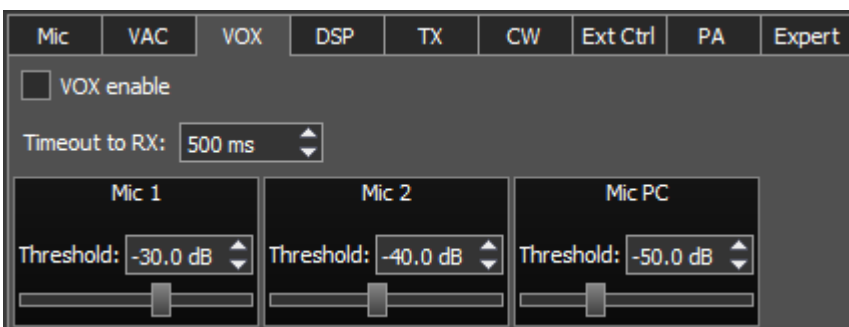 Mic VAC VOX DSP TX CW Ext Ctrl PA Expert
VOX enable
Timeout to RX: 500 ms
Mic 1 Mic 2 Mic PC
Threshold: -30.0 dB Threshold: -40.0 dB Threshold: -50.0 dB